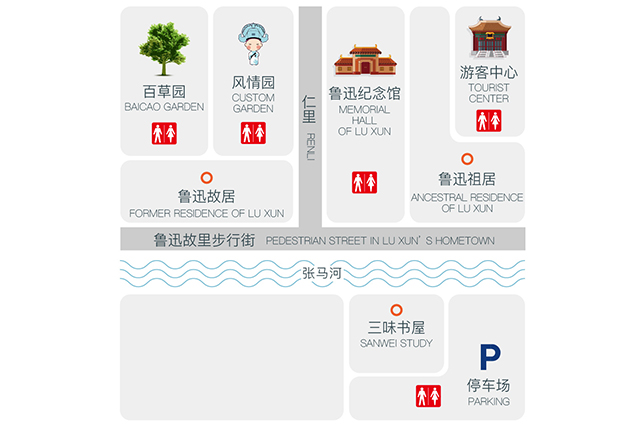 百草园
BAICAO GARDEN
风情园
CUSTOM
GARDEN
仁里
RENLI
鲁迅纪念馆
MEMORIAL
HALL
OF LU XUN
游客中心
TOURIST
CENTER
鲁迅故居
FORMER RESIDENCE OF LU XUN
鲁迅祖居
ANCESTRAL RESIDENCE
OF LU XUN
鲁迅故里步行街 PEDESTRIAN STREET IN LU XUN'S HOMETOWN
张马河
三味书屋
SANWEI STUDY
P
停车场
PARKING